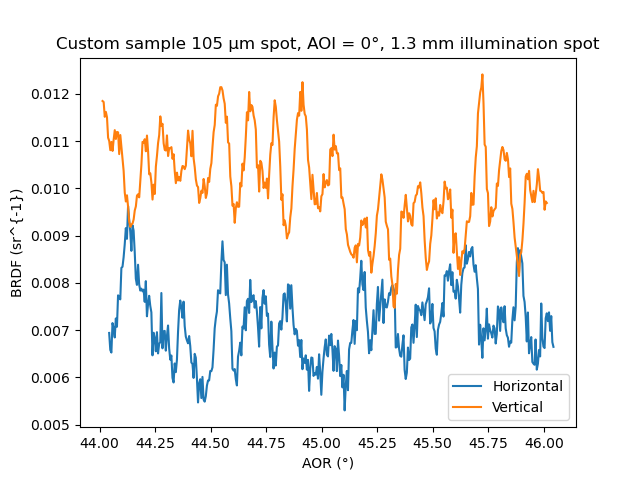 Custom sample 105 µm spot, AOI = 0°, 1.3 mm illumination spot
BRDF (sr^{-1})
0.012
0.011
0.010
0.009
0.008
0.007
0.006
0.005
44.00 44.25 44.50 44.75 45.00 45.25 45.50 45.75 46.00
AOR (°)
Horizontal
Vertical